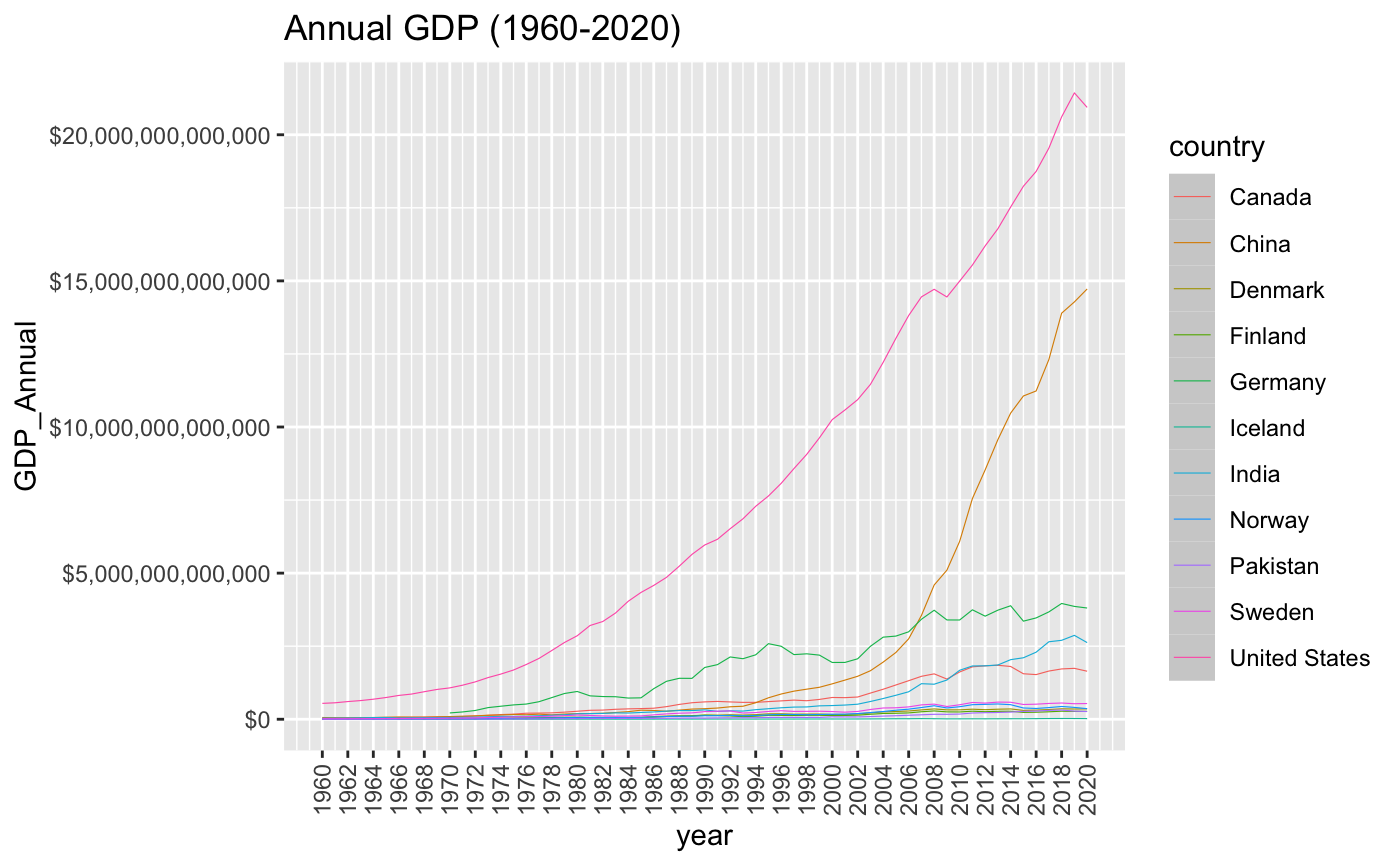 Annual GDP (1960-2020)
GDP_Annual
$20,000,000,000,000
$15,000,000,000,000
$10,000,000,000,000
$5,000,000,000,000
$0
1960
1962
1964
1966
1968
1970
1972
1974
1976
1978
1980
1982
1984
1986
1988
1990
1992
1994
1996
1998
2000
2002
2004
2006
2008
2010
2012
2014
2016
2018
2020
year
country
Canada
China
Denmark
Finland
Germany
Iceland
India
Norway
Pakistan
Sweden
United States